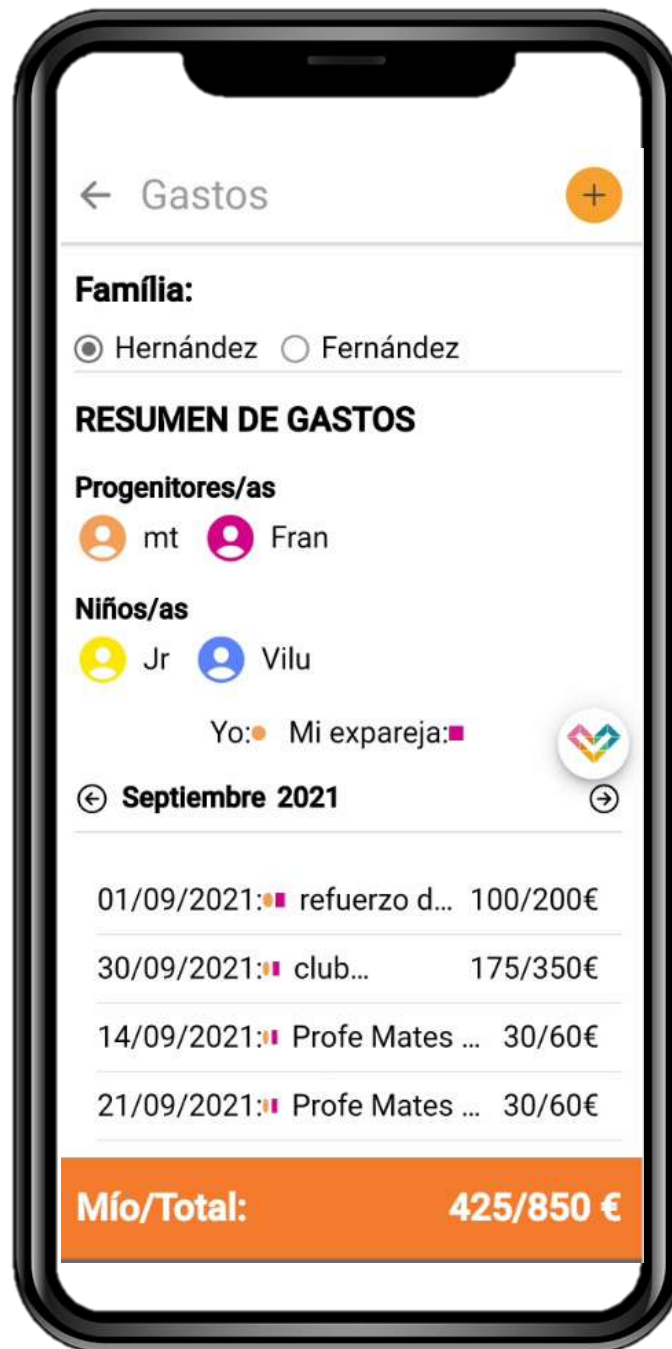 Gastos
Família:
Hernández Fernández
RESUMEN DE GASTOS
Progenitores/as
mt Fran
Niños/as
Jr Vilu
Yo: Mi expareja:
Septiembre 2021
01/09/2021: refuerzo d... 100/200€
30/09/2021: club... 175/350€
14/09/2021: Profe Mates ... 30/60€
21/09/2021: Profe Mates ... 30/60€
Mío/Total: 425/850 €